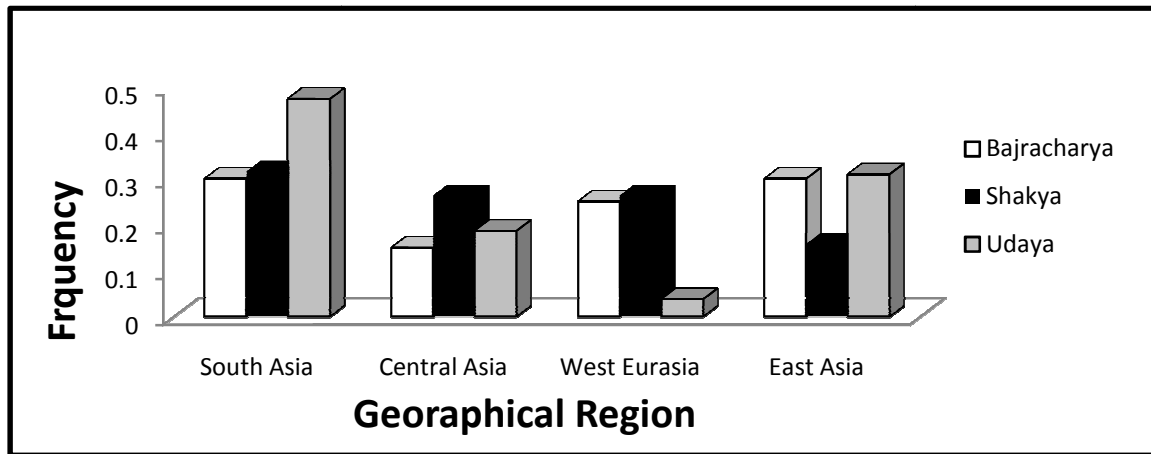 0.5
0.4
0.3
0.2
0.1
0
Frquency
South Asia
Central Asia
West Eurasia
East Asia
Georaphical Region
Bajracharya
Shakya
Udaya